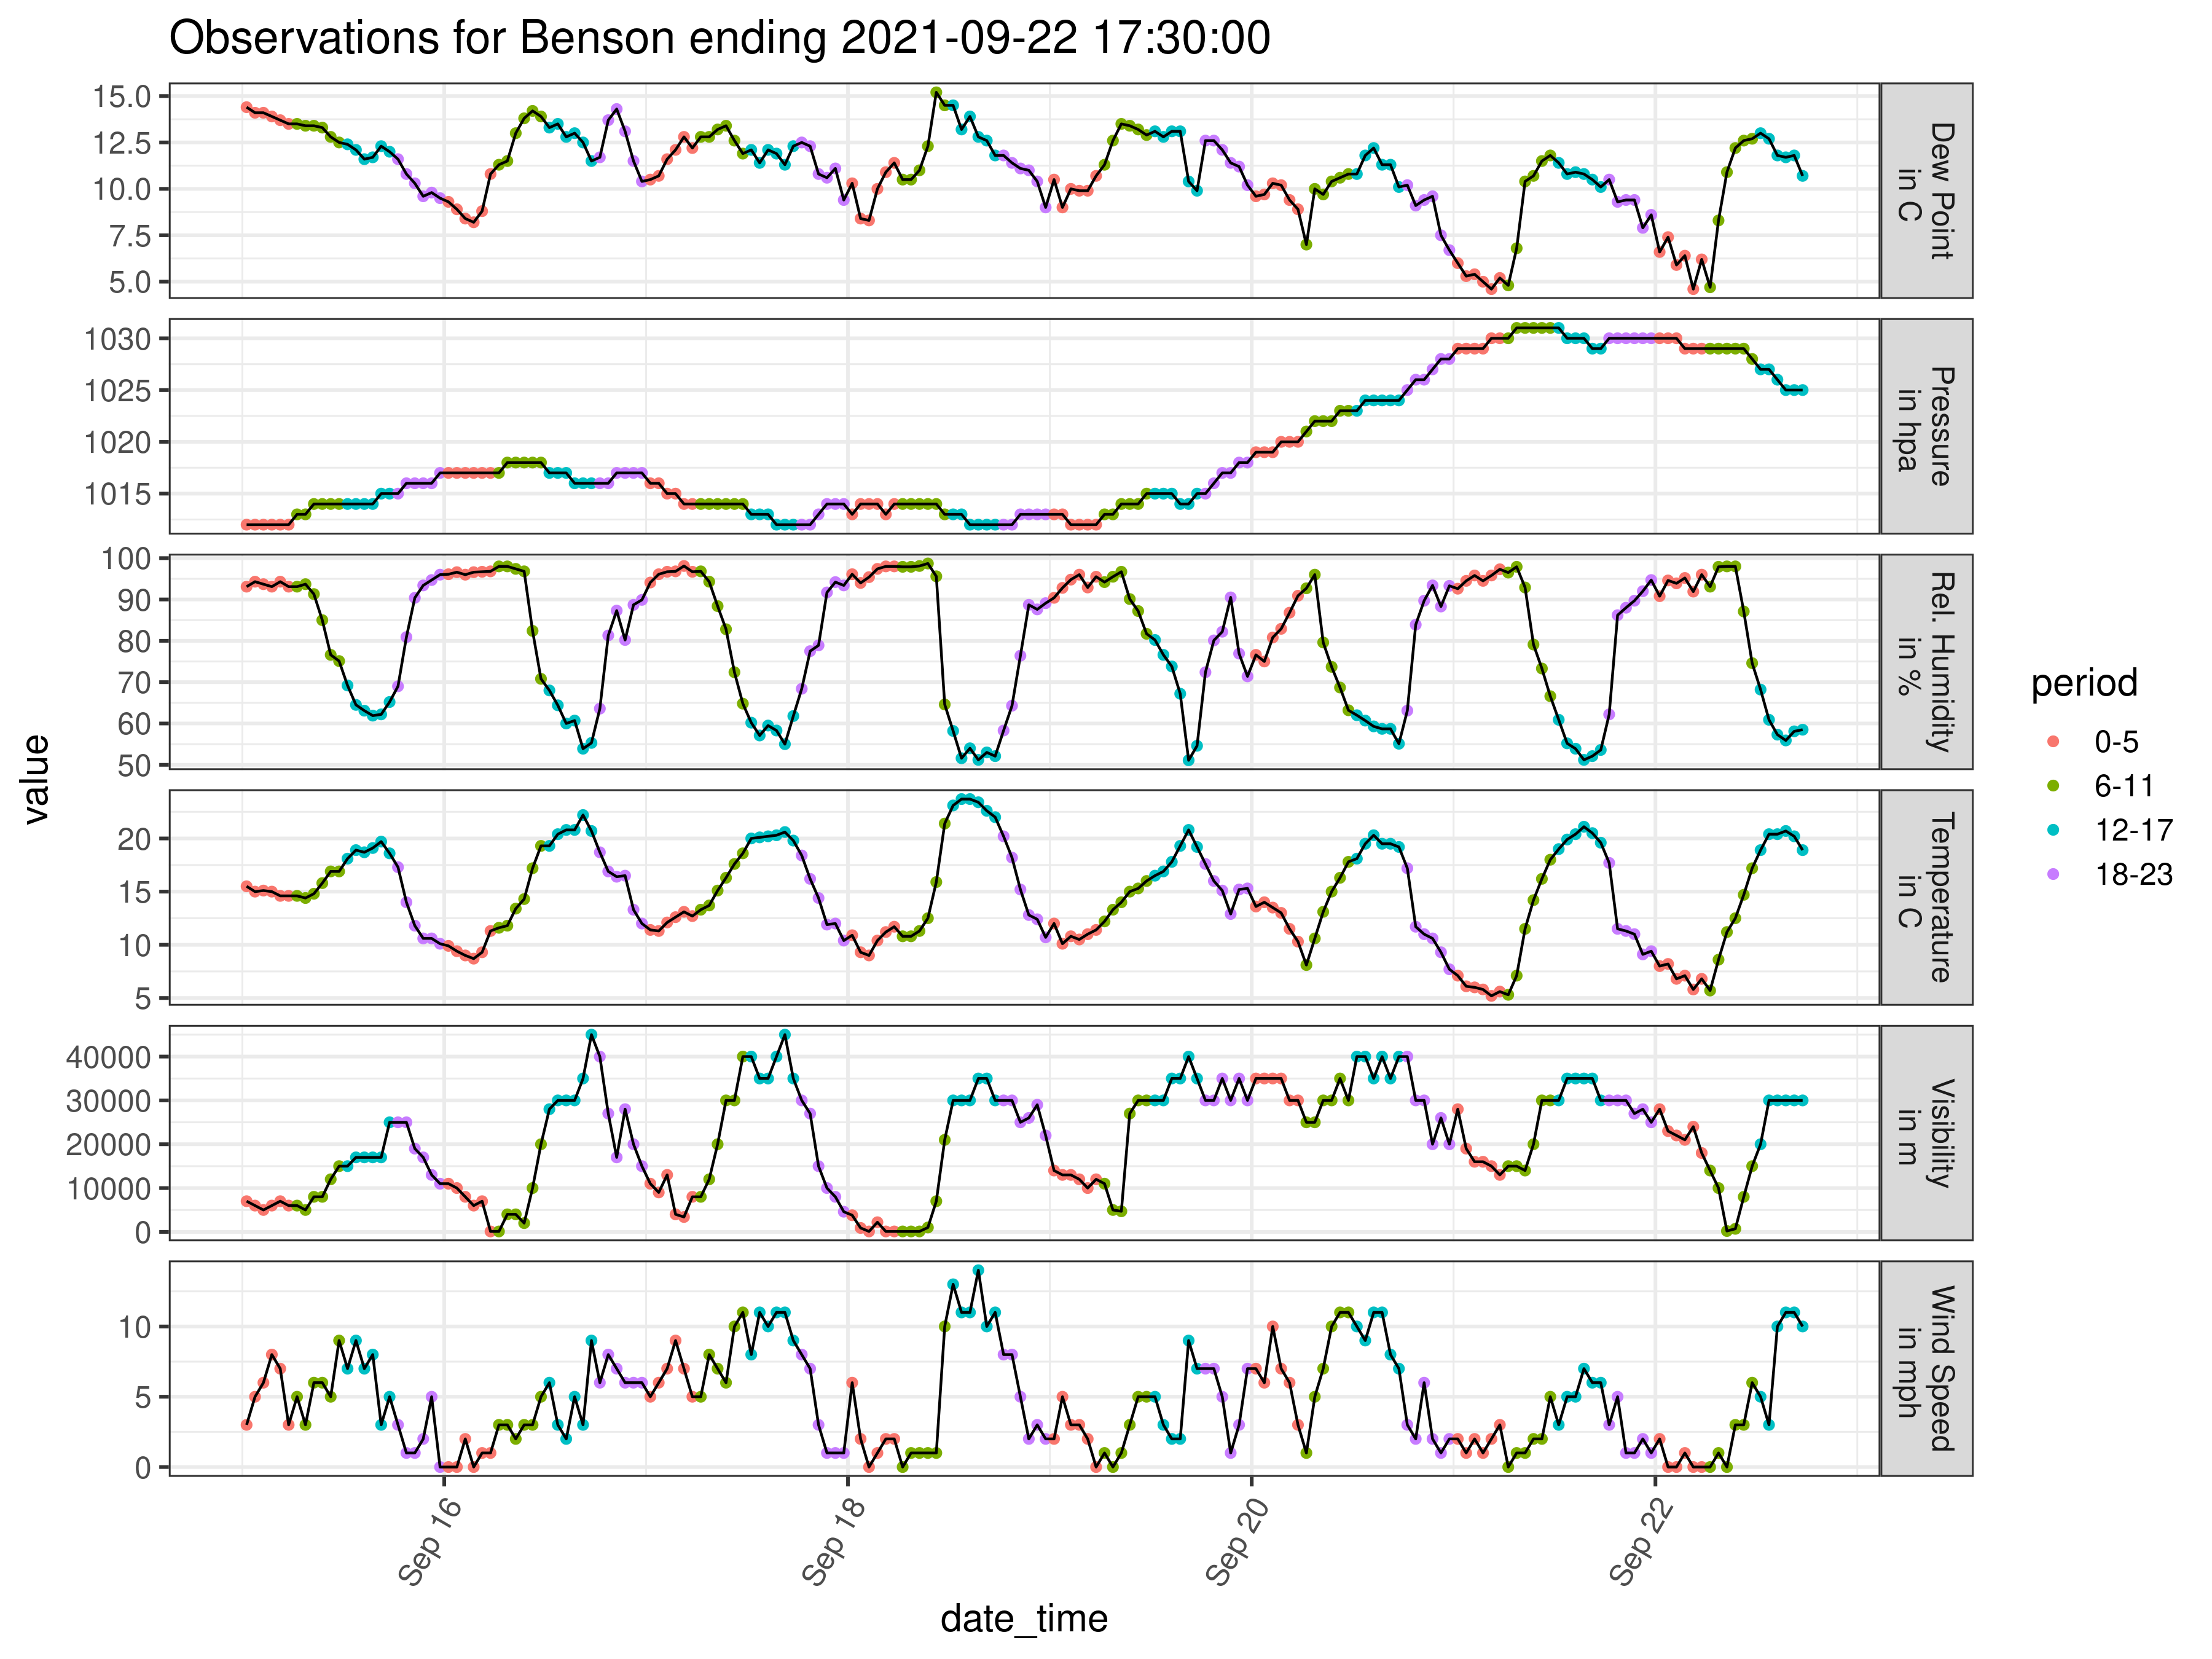 Observations for Benson ending 2021-09-22 17:30:00
value
15.0
12.5
10.0
7.5
5.0
Dew Point
in C
1030
1025
1020
1015
Pressure
in hpa
100
90
80
70
60
50
Rel. Humidity
in %
20
15
10
5
Temperature
in C
40000
30000
20000
10000
0
Visibility
in m
10
5
0
Wind Speed
in mph
Sep 16
Sep 18
Sep 20
Sep 22
date_time
period
0-5
6-11
12-17
18-23